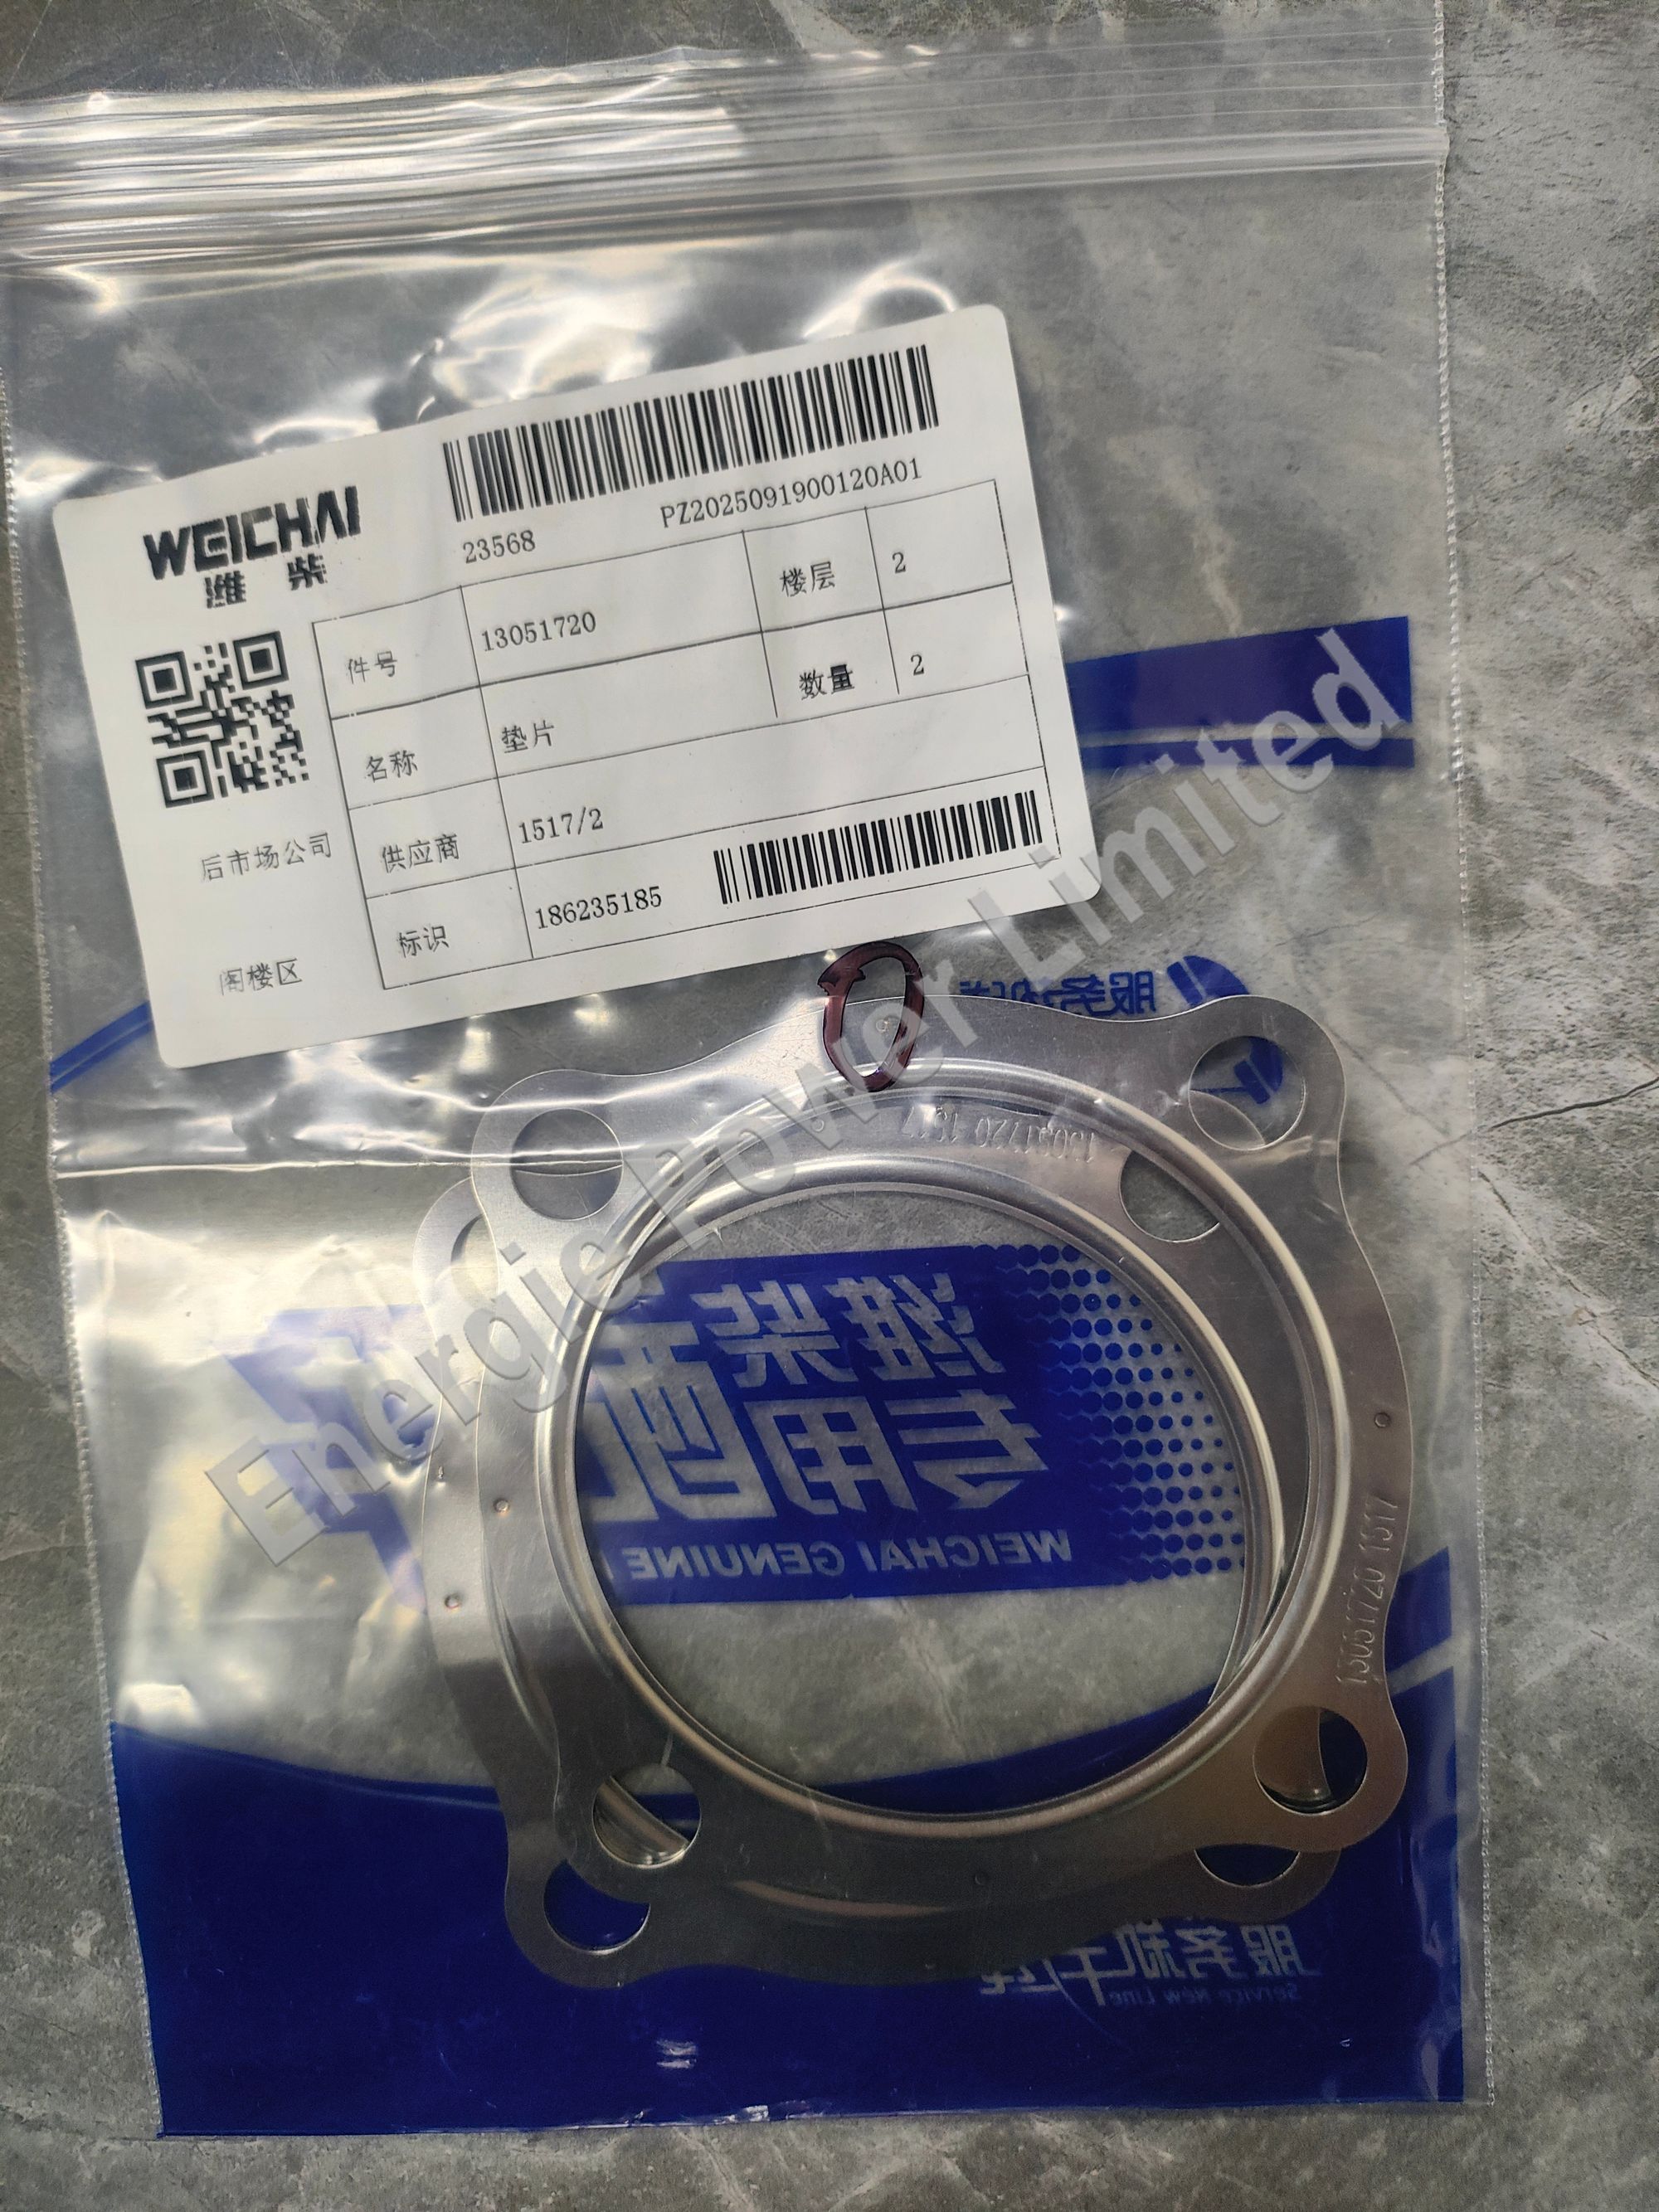 WEICHAI
潍柴
23568
PZ2025091900120A01
件号 13051720 楼层 2
名称 垫片 数量 2
供应商 1517/2
标识 186235185
后市场公司
阁楼区
Energie Power Limited
13051720 1517
潍柴
专用配
WEICHAI GENUINE
13051720 1517
服务新干线
Service New Line